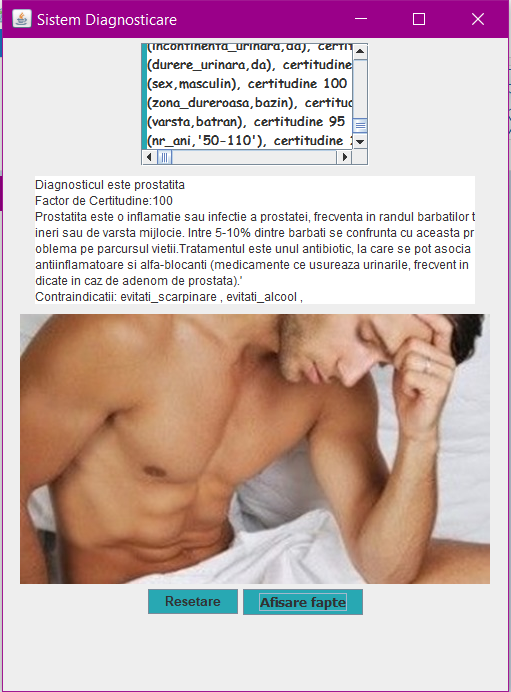 Sistem Diagnosticare
(incontinenta_urinara,da), certit
(durere_urinara,da), certitudine
(sex,masculin), certitudine 100
(zona_dureroasa,bazin), certituc
(varsta,batran), certitudine 95
(nr_ani,'50-110'), certitudine
Diagnosticul este prostatita
Factor de Certitudine:100
Prostatita este o inflamatie sau infectie a prostatei, frecventa in randul barbatilor t
ineri sau de varsta mijlocie. Intre 5-10% dintre barbati se confrunta cu aceasta pr
oblema pe parcursul vietii.Tratamentul este unul antibiotic, la care se pot asocia
antiinflamatoare si alfa-blocanti (medicamente ce usureaza urinarile, frecvent in
dicate in caz de adenom de prostata).'
Contraindicatii: evitati_scarpinare , evitati_alcool ,
Resetare
Afisare fapte